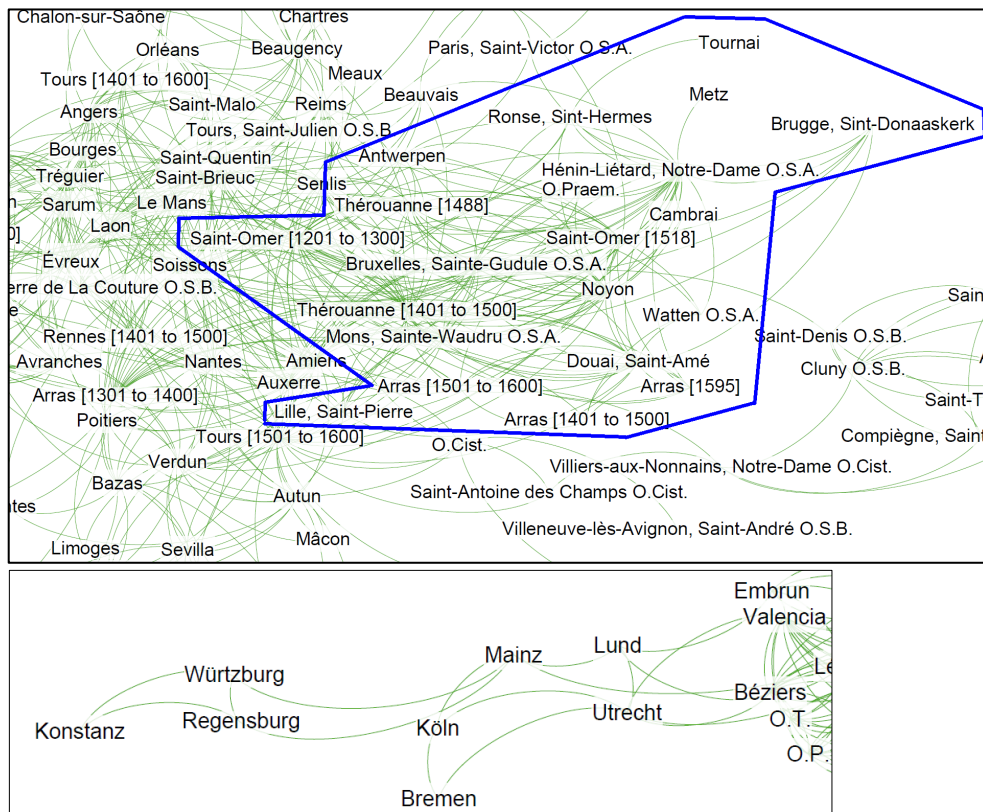 Chalon-sur-Saône
Chartres
Orléans
Beaugency
Paris, Saint-Victor O.S.A.
Tournai
Tours [1401 to 1600]
Meaux
Angers
Saint-Malo
Reims
Beauvais
Metz
Tours, Saint-Julien O.S.B.
Ronse, Sint-Hermes
Brugge, Sint-Donaaskerk
Bourges
Saint-Quentin
Antwerpen
Tréguier
Saint-Brieuc
Senlis
Hénin-Liétard, Notre-Dame O.S.A.
O.Praem.
n
Sarum
Le Mans
Thérouanne [1488]
Cambrai
0]
Laon
Saint-Omer [1201 to 1300]
Saint-Omer [1518]
Évreux
Soissons
Bruxelles, Sainte-Gudule O.S.A.
erre de La Couture O.S.B.
Noyon
Sain
e
Thérouanne [1401 to 1500]
Watten O.S.A.
Rennes [1401 to 1500]
Mons, Sainte-Waudru O.S.A.
Saint-Denis O.S.B.
Avranches
Nantes
Amiens
Douai, Saint-Amé
Cluny O.S.B.
A
Arras [1301 to 1400]
Auxerre
Arras [1501 to 1600]
Arras [1595]
Saint-T
Poitiers
Lille, Saint-Pierre
Arras [1401 to 1500]
Tours [1501 to 1600]
O.Cist.
Compiègne, Saint
Verdun
Villiers-aux-Nonnains, Notre-Dame O.Cist.
Bazas
Autun
Saint-Antoine des Champs O.Cist.
ntes
Mâcon
Villeneuve-lès-Avignon, Saint-André O.S.B.
Limoges
Sevilla
Embrun
Valencia
Lund
Mainz
Le
Würtzburg
Béziers
Utrecht
O.T.
Konstanz
Regensburg
Köln
O.P.
Bremen